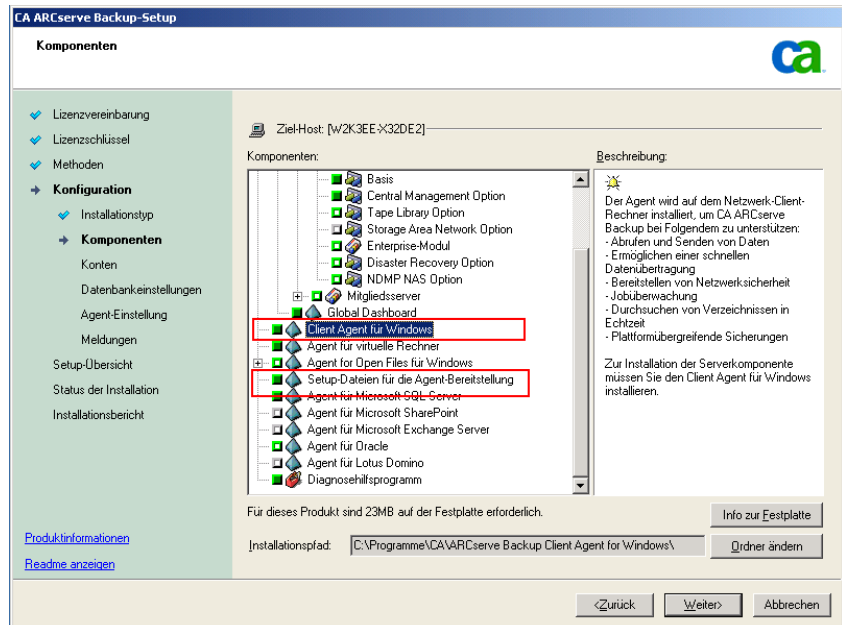 CA ARCserve Backup-Setup
Komponenten
ca
Lizenzvereinbarung
Lizenzschlüssel
Methoden
Konfiguration
Installationstyp
Komponenten
Konten
Datenbankeinstellungen
Agent-Einstellung
Meldungen
Setup-Übersicht
Status der Installation
Installationsbericht
Produktinformationen
Readme anzeigen
Ziel-Host: [W2K3EE-X32DE2]
Komponenten:
Basis
Central Management Option
Tape Library Option
Storage Area Network Option
Enterprise-Modul
Disaster Recovery Option
NDMP NAS Option
Mitgliedsserver
Global Dashboard
Client Agent für Windows
Agent für virtuelle Rechner
Agent for Open Files für Windows
Setup-Dateien für die Agent-Bereitstellung
Agent für Microsoft SQL Server
Agent für Microsoft SharePoint
Agent für Microsoft Exchange Server
Agent für Oracle
Agent für Lotus Domino
Diagnosehilfsprogramm
Beschreibung:
Der Agent wird auf dem Netzwerk-Client-
Rechner installiert, um CA ARCserve
Backup bei Folgendem zu unterstützen:
- Abrufen und Senden von Daten
- Ermöglichen einer schnellen
Datenübertragung
- Bereitstellen von Netzwerksicherheit
- Jobüberwachung
- Durchsuchen von Verzeichnissen in
Echtzeit
- Plattformübergreifende Sicherungen
Zur Installation der Serverkomponente
müssen Sie den Client Agent für Windows
installieren.
Für dieses Produkt sind 23MB auf der Festplatte erforderlich.
Info zur Festplatte
Installationspfad:
C:\Programme\CA\ARCserve Backup Client Agent for Windows\
Ordner ändern
<Zurück
Weiter>
Abbrechen